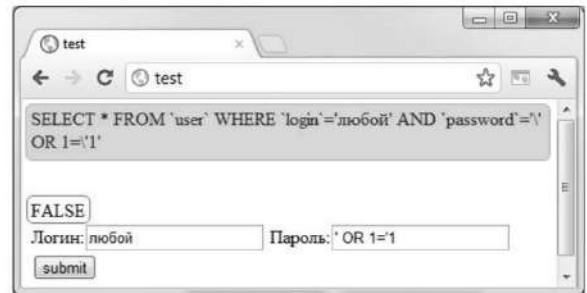 test
test
SELECT * FROM `user` WHERE `login`='любой' AND `password`='\'
OR 1=\'1'
FALSE
Логин: любой Пароль: ' OR 1='1
submit